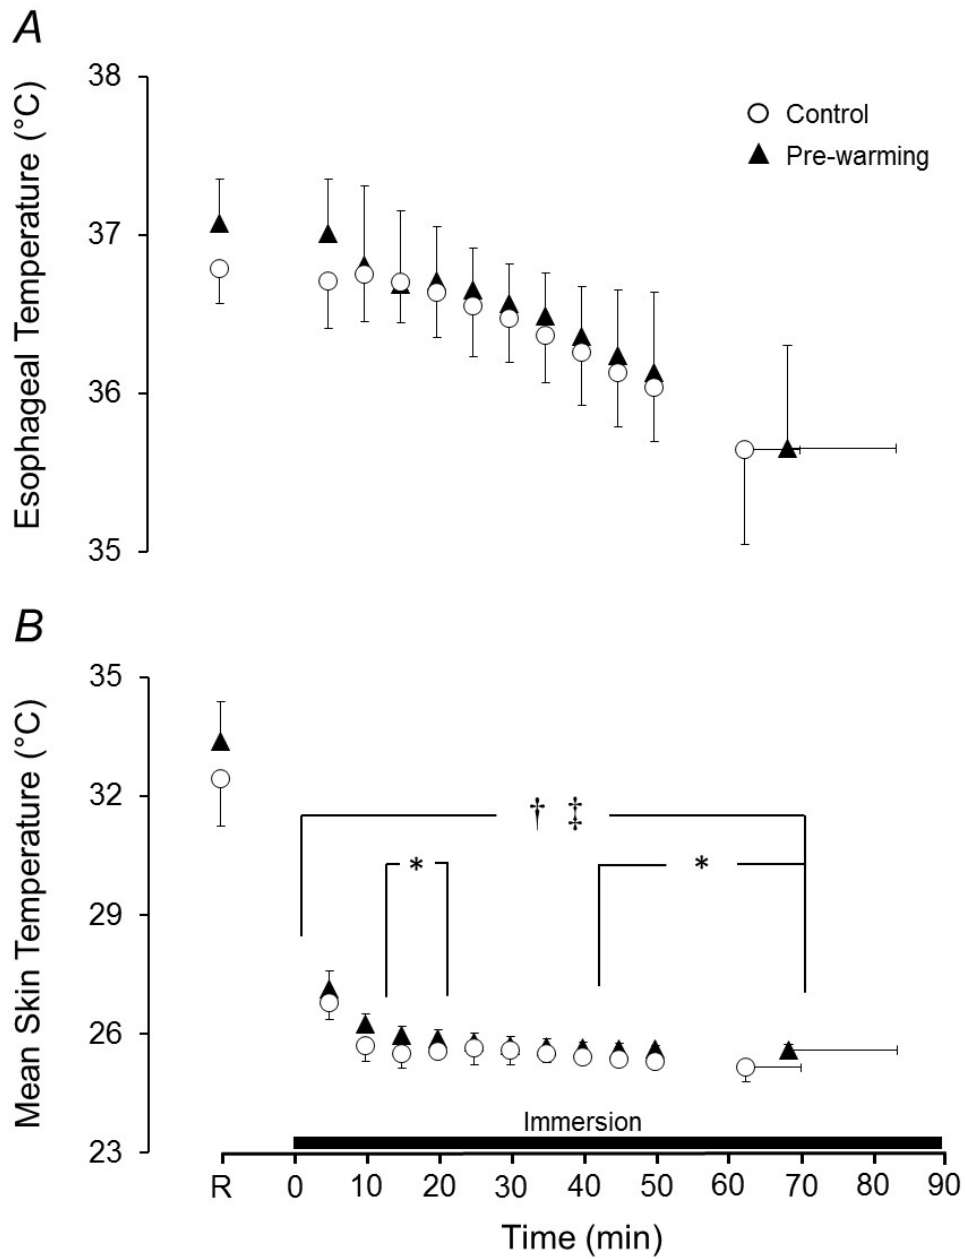 A
Esophageal Temperature (°C)
38
37
36
35
Control
Pre-warming
B
Mean Skin Temperature (°C)
35
32
29
26
23
† ‡
*
*
Immersion
R 0 10 20 30 40 50 60 70 80 90
Time (min)